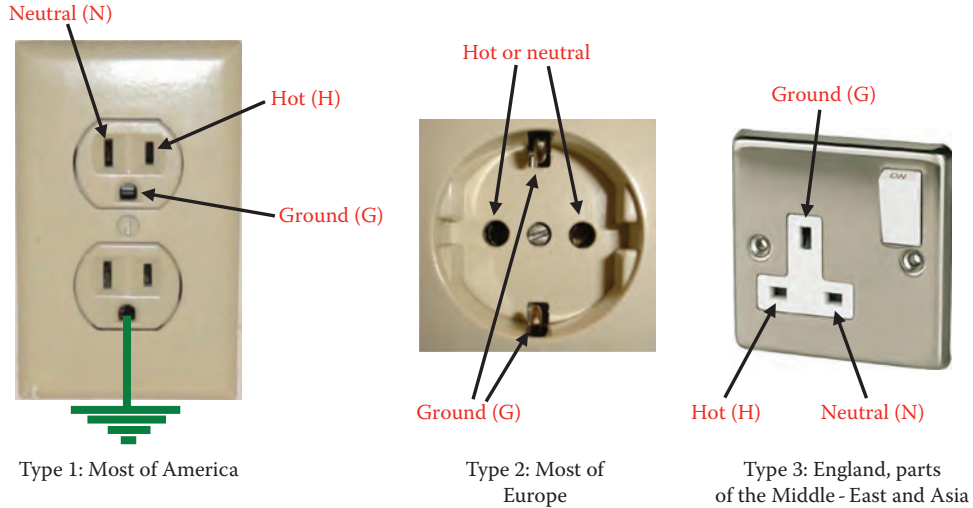 Neutral (N)
Hot (H)
Ground (G)
Type 1: Most of America
Hot or neutral
Ground (G)
Type 2: Most of
Europe
Ground (G)
ON
Hot (H)
Neutral (N)
Type 3: England, parts
of the Middle - East and Asia